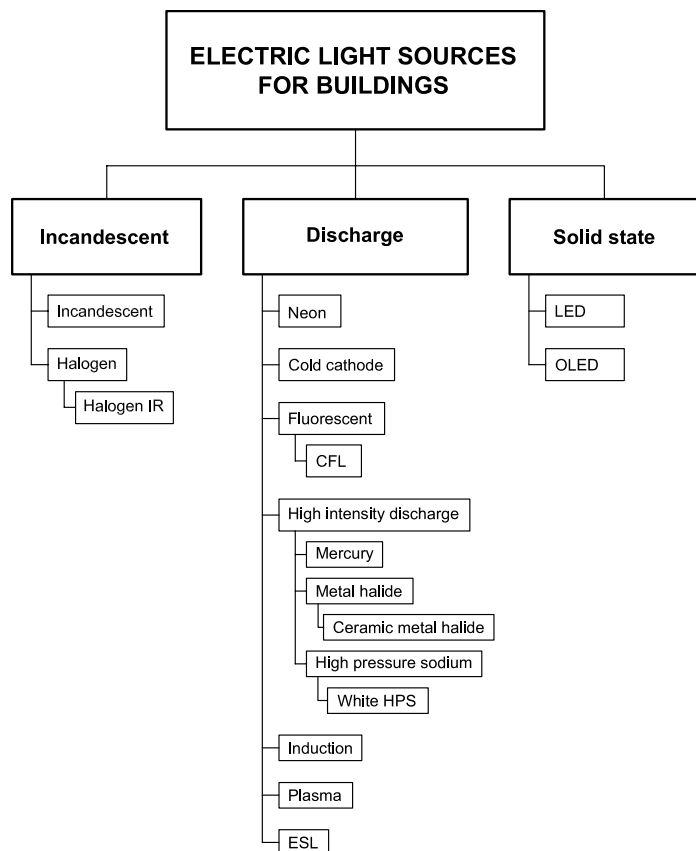 ELECTRIC LIGHT SOURCES
FOR BUILDINGS
Incandescent
Incandescent
Halogen
Halogen IR
Discharge
Neon
Cold cathode
Fluorescent
CFL
High intensity discharge
Mercury
Metal halide
Ceramic metal halide
High pressure sodium
White HPS
Induction
Plasma
ESL
Solid state
LED
OLED